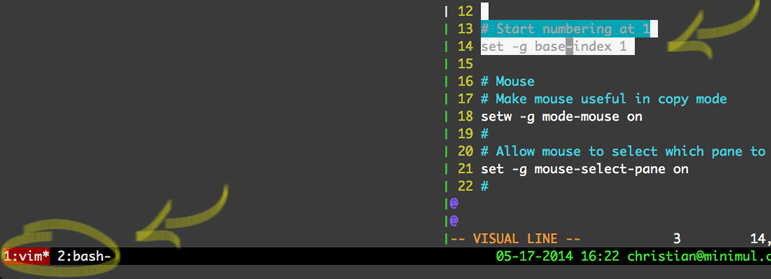 12
13 # Start numbering at 1
14 set -g base-index 1
15
16 # Mouse
17 # Make mouse useful in copy mode
18 setw -g mode-mouse on
19 #
20 # Allow mouse to select which pane to
21 set -g mouse-select-pane on
22 #
@
@
-- VISUAL LINE -- 3 14,
1:vim* 2:bash- 05-17-2014 16:22 christian@minimul.c